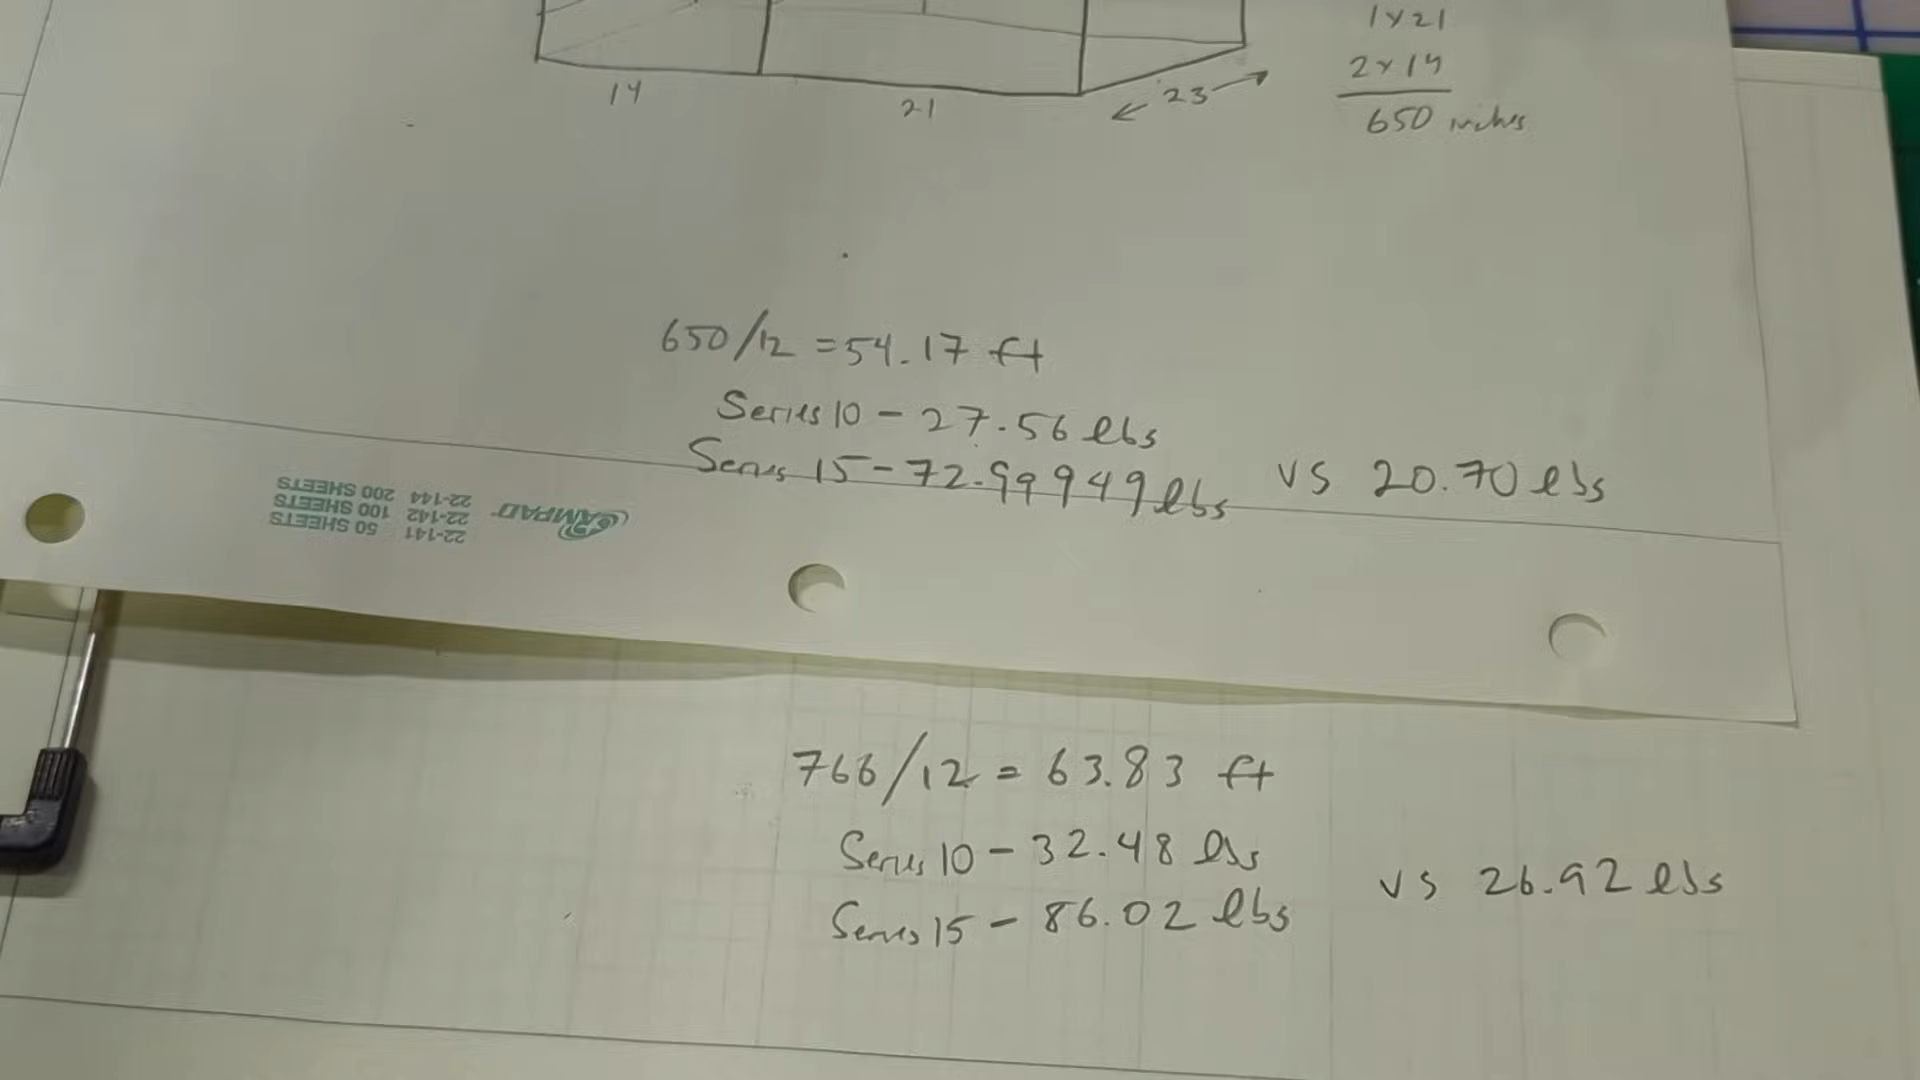 1x21
2x14
650 inches
14
21
23
650/12 = 54.17 ft
Series 10 - 27.56 lbs
Series 15 - 72.99949 lbs vs 20.70 lbs
CAMPAD
22-141 50 SHEETS
22-142 100 SHEETS
22-144 200 SHEETS
766/12 = 63.83 ft
Series 10 - 32.48 lbs
Series 15 - 86.02 lbs vs 26.92 lbs